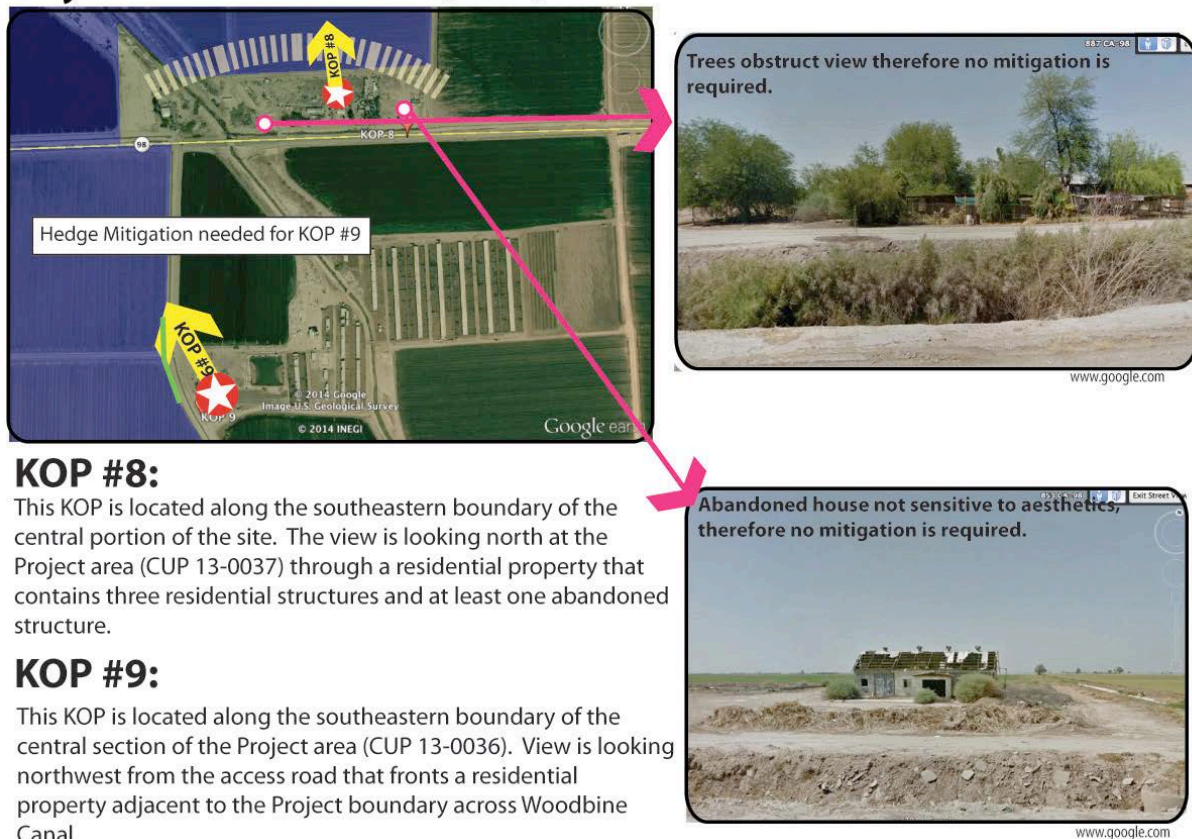 KOP #8
KOP-8
98
Hedge Mitigation needed for KOP #9
KOP #9
KOP-9
© 2014 Google
Image U.S. Geological Survey
© 2014 INEGI
Google earth
887 CA-98
Trees obstruct view therefore no mitigation is
required.
www.google.com
KOP #8:
This KOP is located along the southeastern boundary of the
central portion of the site. The view is looking north at the
Project area (CUP 13-0037) through a residential property that
contains three residential structures and at least one abandoned
structure.
KOP #9:
This KOP is located along the southeastern boundary of the
central section of the Project area (CUP 13-0036). View is looking
northwest from the access road that fronts a residential
property adjacent to the Project boundary across Woodbine
Canal
Exit Street View
Abandoned house not sensitive to aesthetics,
therefore no mitigation is required.
www.google.com